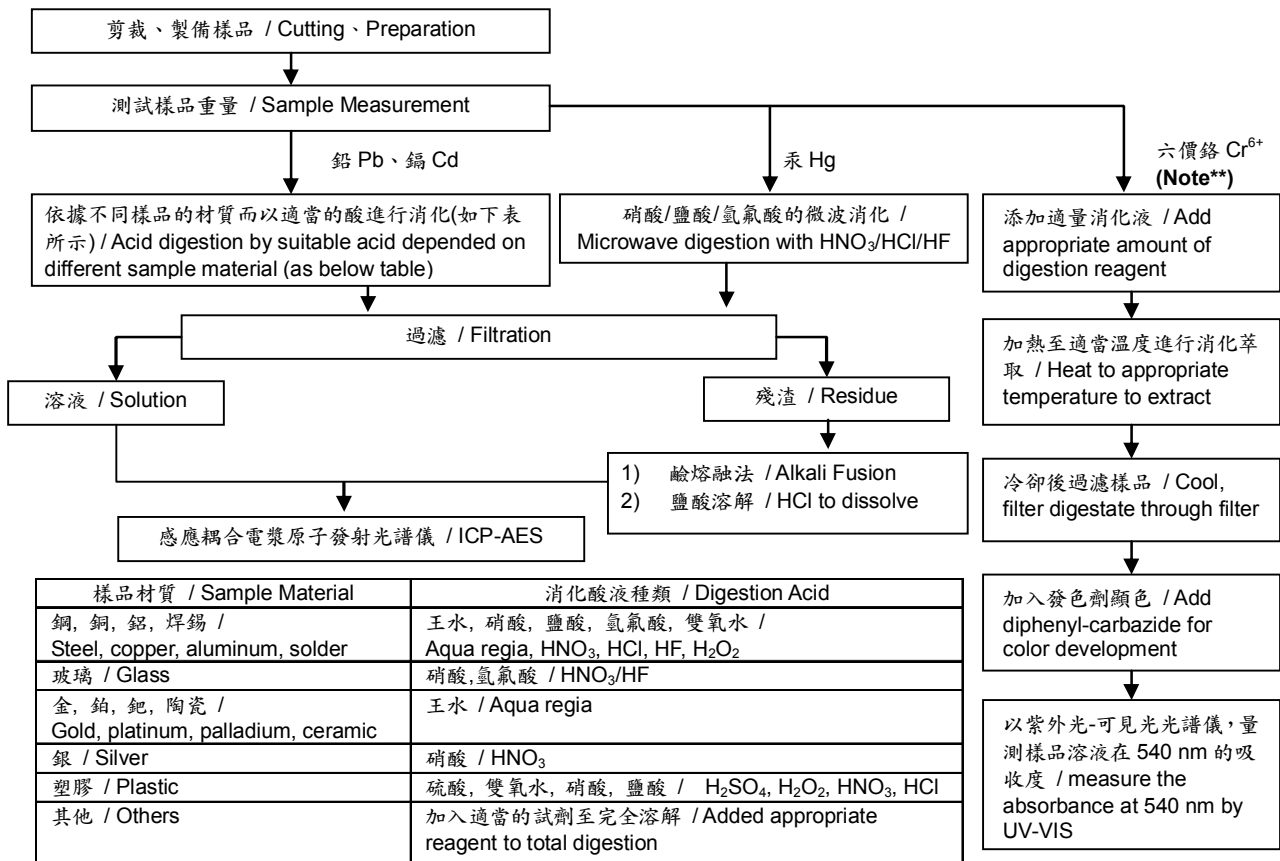 剪裁、製備樣品 / Cutting、Preparation
測試樣品重量 / Sample Measurement
鉛 Pb、鎘 Cd
汞 Hg
六價鉻 Cr⁶⁺
(Note**)
依據不同樣品的材質而以適當的酸進行消化(如下表
所示) / Acid digestion by suitable acid depended on
different sample material (as below table)
硝酸/鹽酸/氫氟酸的微波消化 /
Microwave digestion with HNO₃/HCl/HF
添加適量消化液 / Add
appropriate amount of
digestion reagent
過濾 / Filtration
加熱至適當溫度進行消化萃
取 / Heat to appropriate
temperature to extract
溶液 / Solution
殘渣 / Residue
1) 鹼熔融法 / Alkali Fusion
2) 鹽酸溶解 / HCl to dissolve
冷卻後過濾樣品 / Cool,
filter digestate through filter
感應耦合電漿原子發射光譜儀 / ICP-AES
加入發色劑顯色 / Add
diphenyl-carbazide for
color development
以紫外光-可見光光譜儀，量
測樣品溶液在 540 nm 的吸
收度 / measure the
absorbance at 540 nm by
UV-VIS
樣品材質 / Sample Material
消化酸液種類 / Digestion Acid
鋼, 銅, 鋁, 焊錫 /
Steel, copper, aluminum, solder
王水, 硝酸, 鹽酸, 氫氟酸, 雙氧水 /
Aqua regia, HNO₃, HCl, HF, H₂O₂
玻璃 / Glass
硝酸,氫氟酸 / HNO₃/HF
金, 鉑, 鈀, 陶瓷 /
Gold, platinum, palladium, ceramic
王水 / Aqua regia
銀 / Silver
硝酸 / HNO₃
塑膠 / Plastic
硫酸, 雙氧水, 硝酸, 鹽酸 / H₂SO₄, H₂O₂, HNO₃, HCl
其他 / Others
加入適當的試劑至完全溶解 / Added appropriate
reagent to total digestion